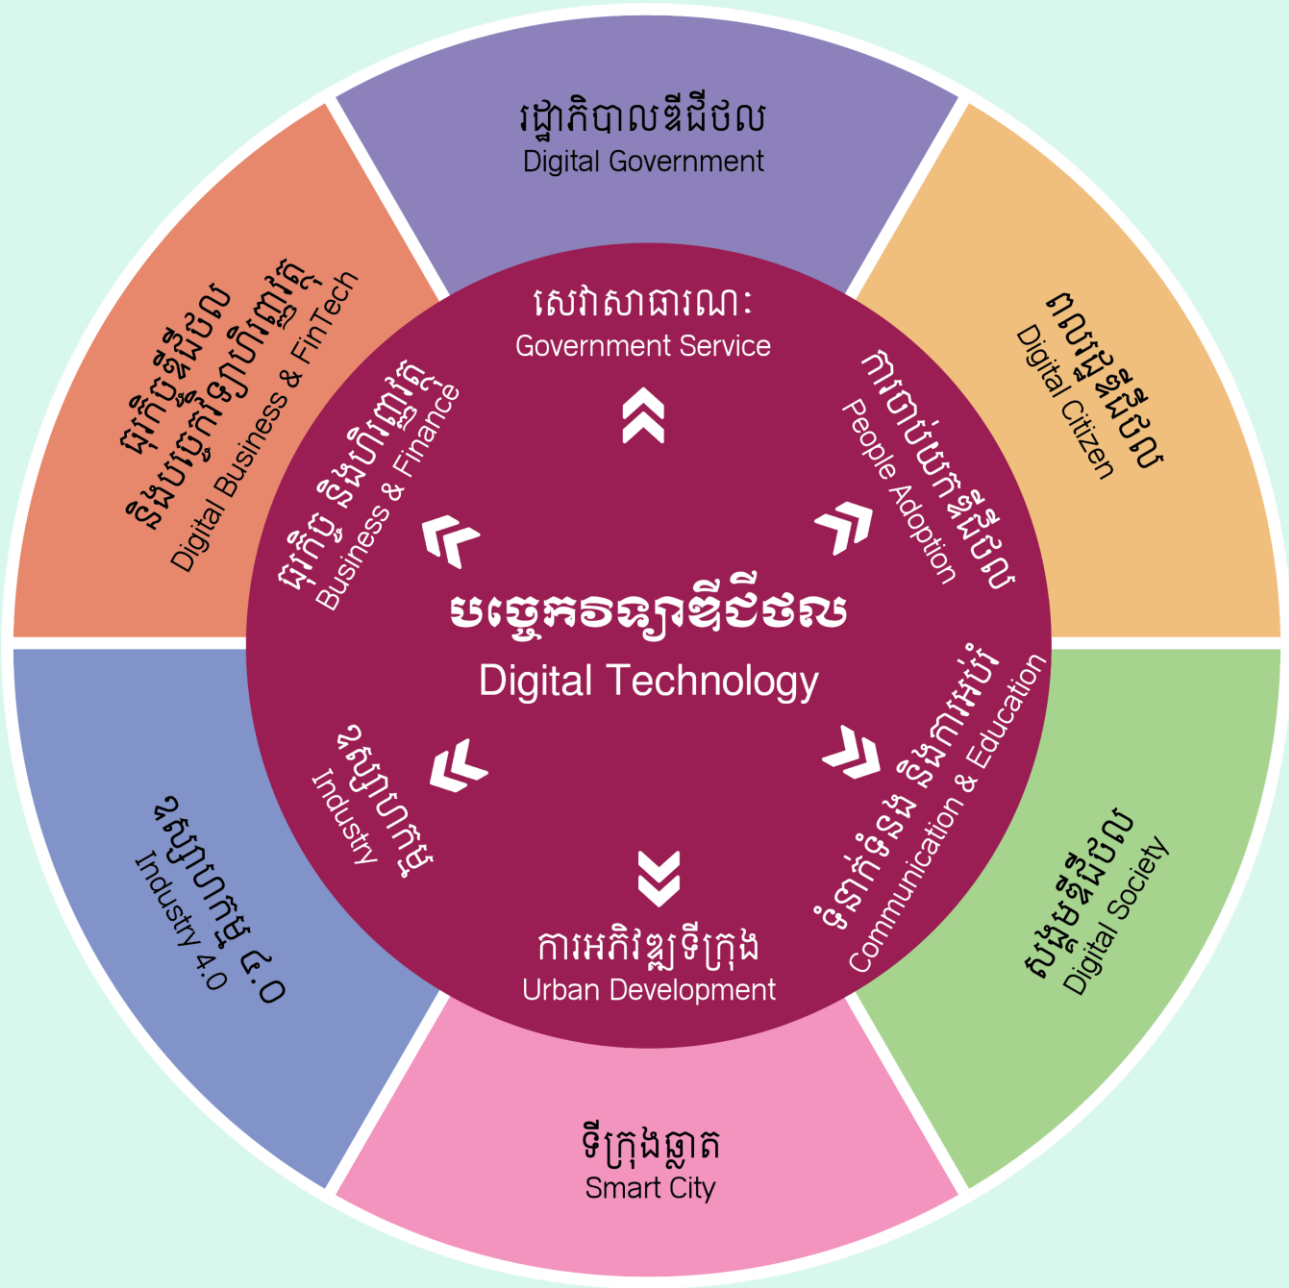 រដ្ឋាភិបាលឌីជីថល
Digital Government
ពលរដ្ឋឌីជីថល
Digital Citizen
សង្គមឌីជីថល
Digital Society
ទីក្រុងឆ្លាត
Smart City
ឧស្សាហកម្ម ៤.០
Industry 4.0
ធុរកិច្ចឌីជីថល
និងបច្ចេកវិទ្យាហិរញ្ញវត្ថុ
Digital Business & FinTech
សេវាសាធារណៈ
Government Service
ការចាប់យកឌីជីថល
People Adoption
ទំនាក់ទំនង និងការអប់រំ
Communication & Education
ការអភិវឌ្ឍទីក្រុង
Urban Development
ឧស្សាហកម្ម
Industry
ធុរកិច្ច និងហិរញ្ញវត្ថុ
Business & Finance
បច្ចេកវិទ្យាឌីជីថល
Digital Technology